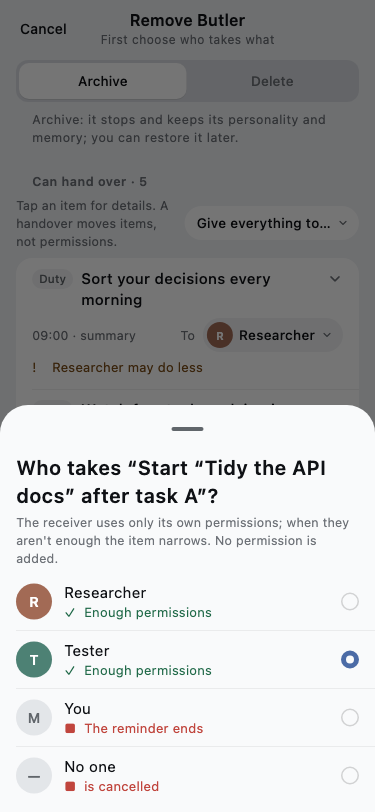 Cancel
Remove Butler
First choose who takes what
Archive
Delete
Archive: it stops and keeps its personality and
memory; you can restore it later.
Can hand over · 5
Tap an item for details. A
handover moves items,
not permissions.
Give everything to...
Duty
Sort your decisions every
morning
09:00 · summary
To
R
Researcher
! Researcher may do less
Who takes “Start “Tidy the API
docs” after task A”?
The receiver uses only its own permissions; when they
aren't enough the item narrows. No permission is
added.
R
Researcher
✓ Enough permissions
T
Tester
✓ Enough permissions
M
You
The reminder ends
—
No one
is cancelled